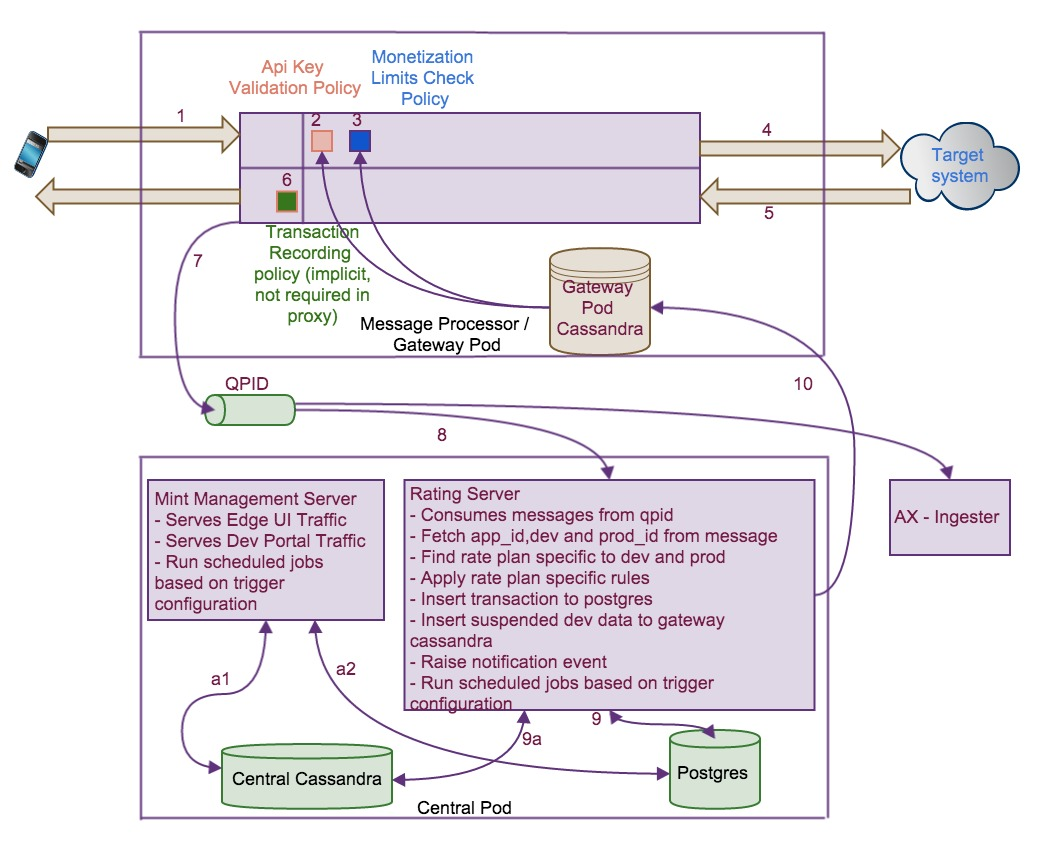 Api Key
Validation Policy
Monetization
Limits Check
Policy
1
2
3
4
Target
system
6
5
Transaction
Recording
policy (implicit,
not required in
proxy)
7
Gateway
Pod
Cassandra
Message Processor /
Gateway Pod
10
QPID
8
Mint Management Server
- Serves Edge UI Traffic
- Serves Dev Portal Traffic
- Run scheduled jobs
based on trigger
configuration
Rating Server
- Consumes messages from qpid
- Fetch app_id,dev and prod_id from message
- Find rate plan specific to dev and prod
- Apply rate plan specific rules
- Insert transaction to postgres
- Insert suspended dev data to gateway
cassandra
- Raise notification event
- Run scheduled jobs based on trigger
configuration
AX - Ingester
a1
a2
9a
9
Central Cassandra
Postgres
Central Pod